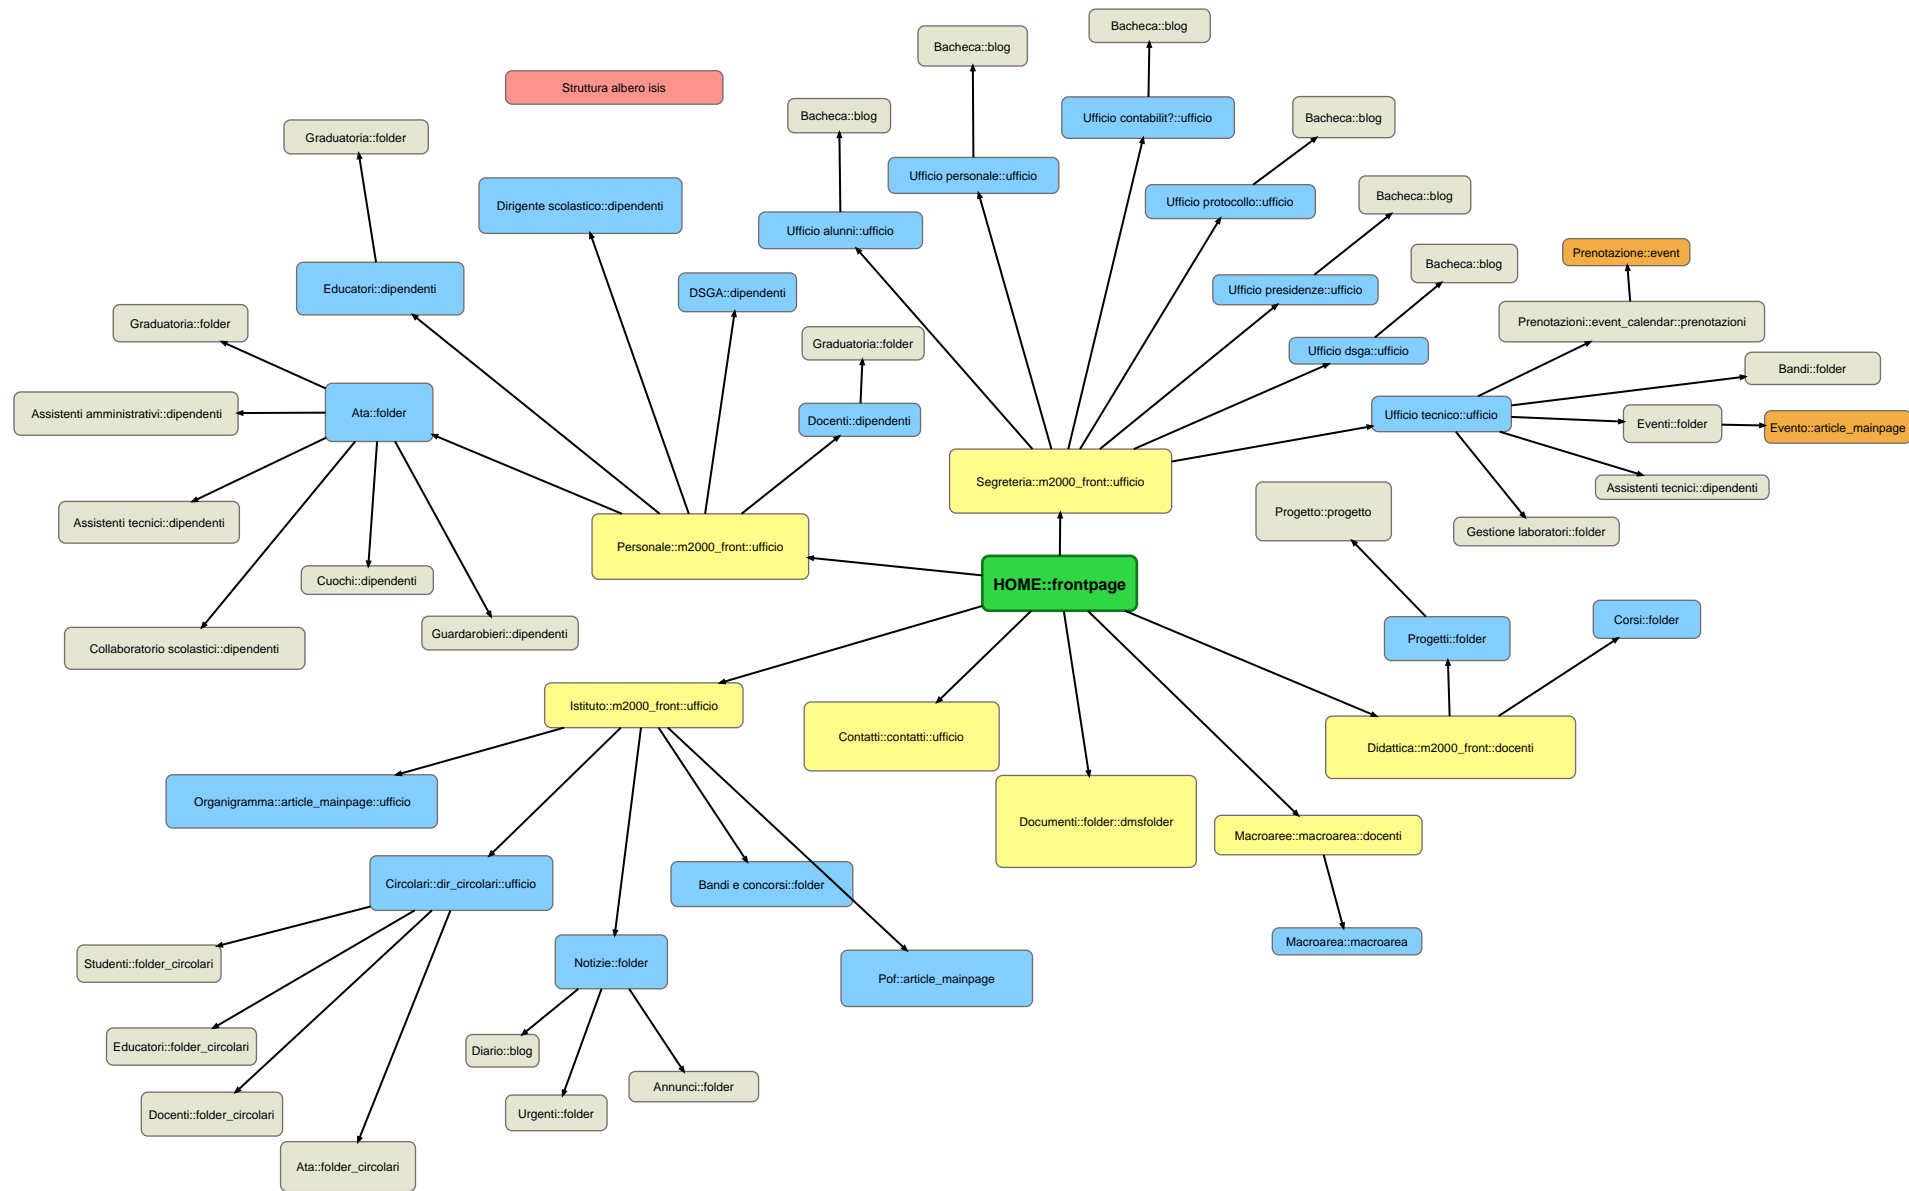 Bacheca::blog
Bacheca::blog
Struttura albero isis
Bacheca::blog
Ufficio contabilit?::ufficio
Bacheca::blog
Graduatoria::folder
Ufficio personale::ufficio
Bacheca::blog
Dirigente scolastico::dipendenti
Ufficio protocollo::ufficio
Ufficio alunni::ufficio
Prenotazione::event
Bacheca::blog
Educatori::dipendenti
DSGA::dipendenti
Ufficio presidenze::ufficio
Graduatoria::folder
Prenotazioni::event_calendar::prenotazioni
Graduatoria::folder
Ufficio dsga::ufficio
Bandi::folder
Assistenti amministrativi::dipendenti
Ata::folder
Docenti::dipendenti
Ufficio tecnico::ufficio
Eventi::folder
Evento::article_mainpage
Segreteria::m2000_front::ufficio
Assistenti tecnici::dipendenti
Progetto::progetto
Assistenti tecnici::dipendenti
Gestione laboratori::folder
Personale::m2000_front::ufficio
Cuochi::dipendenti
HOME::frontpage
Guardarobieri::dipendenti
Corsi::folder
Collaboratorio scolastici::dipendenti
Progetti::folder
Istituto::m2000_front::ufficio
Contatti::contatti::ufficio
Didattica::m2000_front::docenti
Organigramma::article_mainpage::ufficio
Documenti::folder::dmsfolder
Macroaree::macroarea::docenti
Circolari::dir_circolari::ufficio
Bandi e concorsi::folder
Macroarea::macroarea
Studenti::folder_circolari
Notizie::folder
Pof::article_mainpage
Educatori::folder_circolari
Diario::blog
Annunci::folder
Docenti::folder_circolari
Urgenti::folder
Ata::folder_circolari